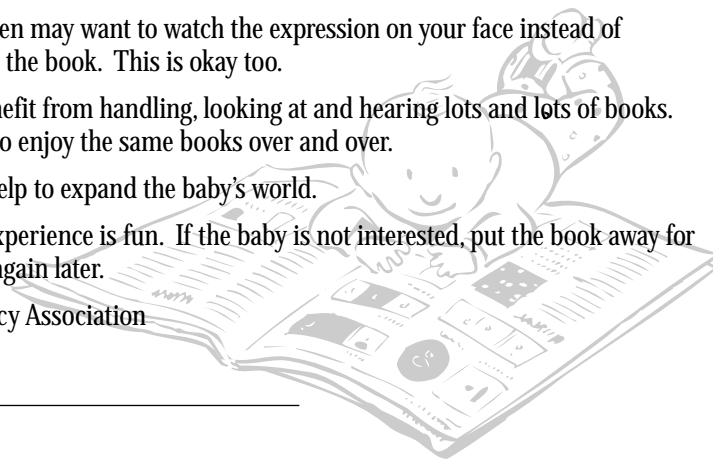 en may want to watch the expression on your face instead of
the book. This is okay too.
nefit from handling, looking at and hearing lots and lots of books.
o enjoy the same books over and over.
elp to expand the baby's world.
xperience is fun. If the baby is not interested, put the book away for
gain later.
cy Association